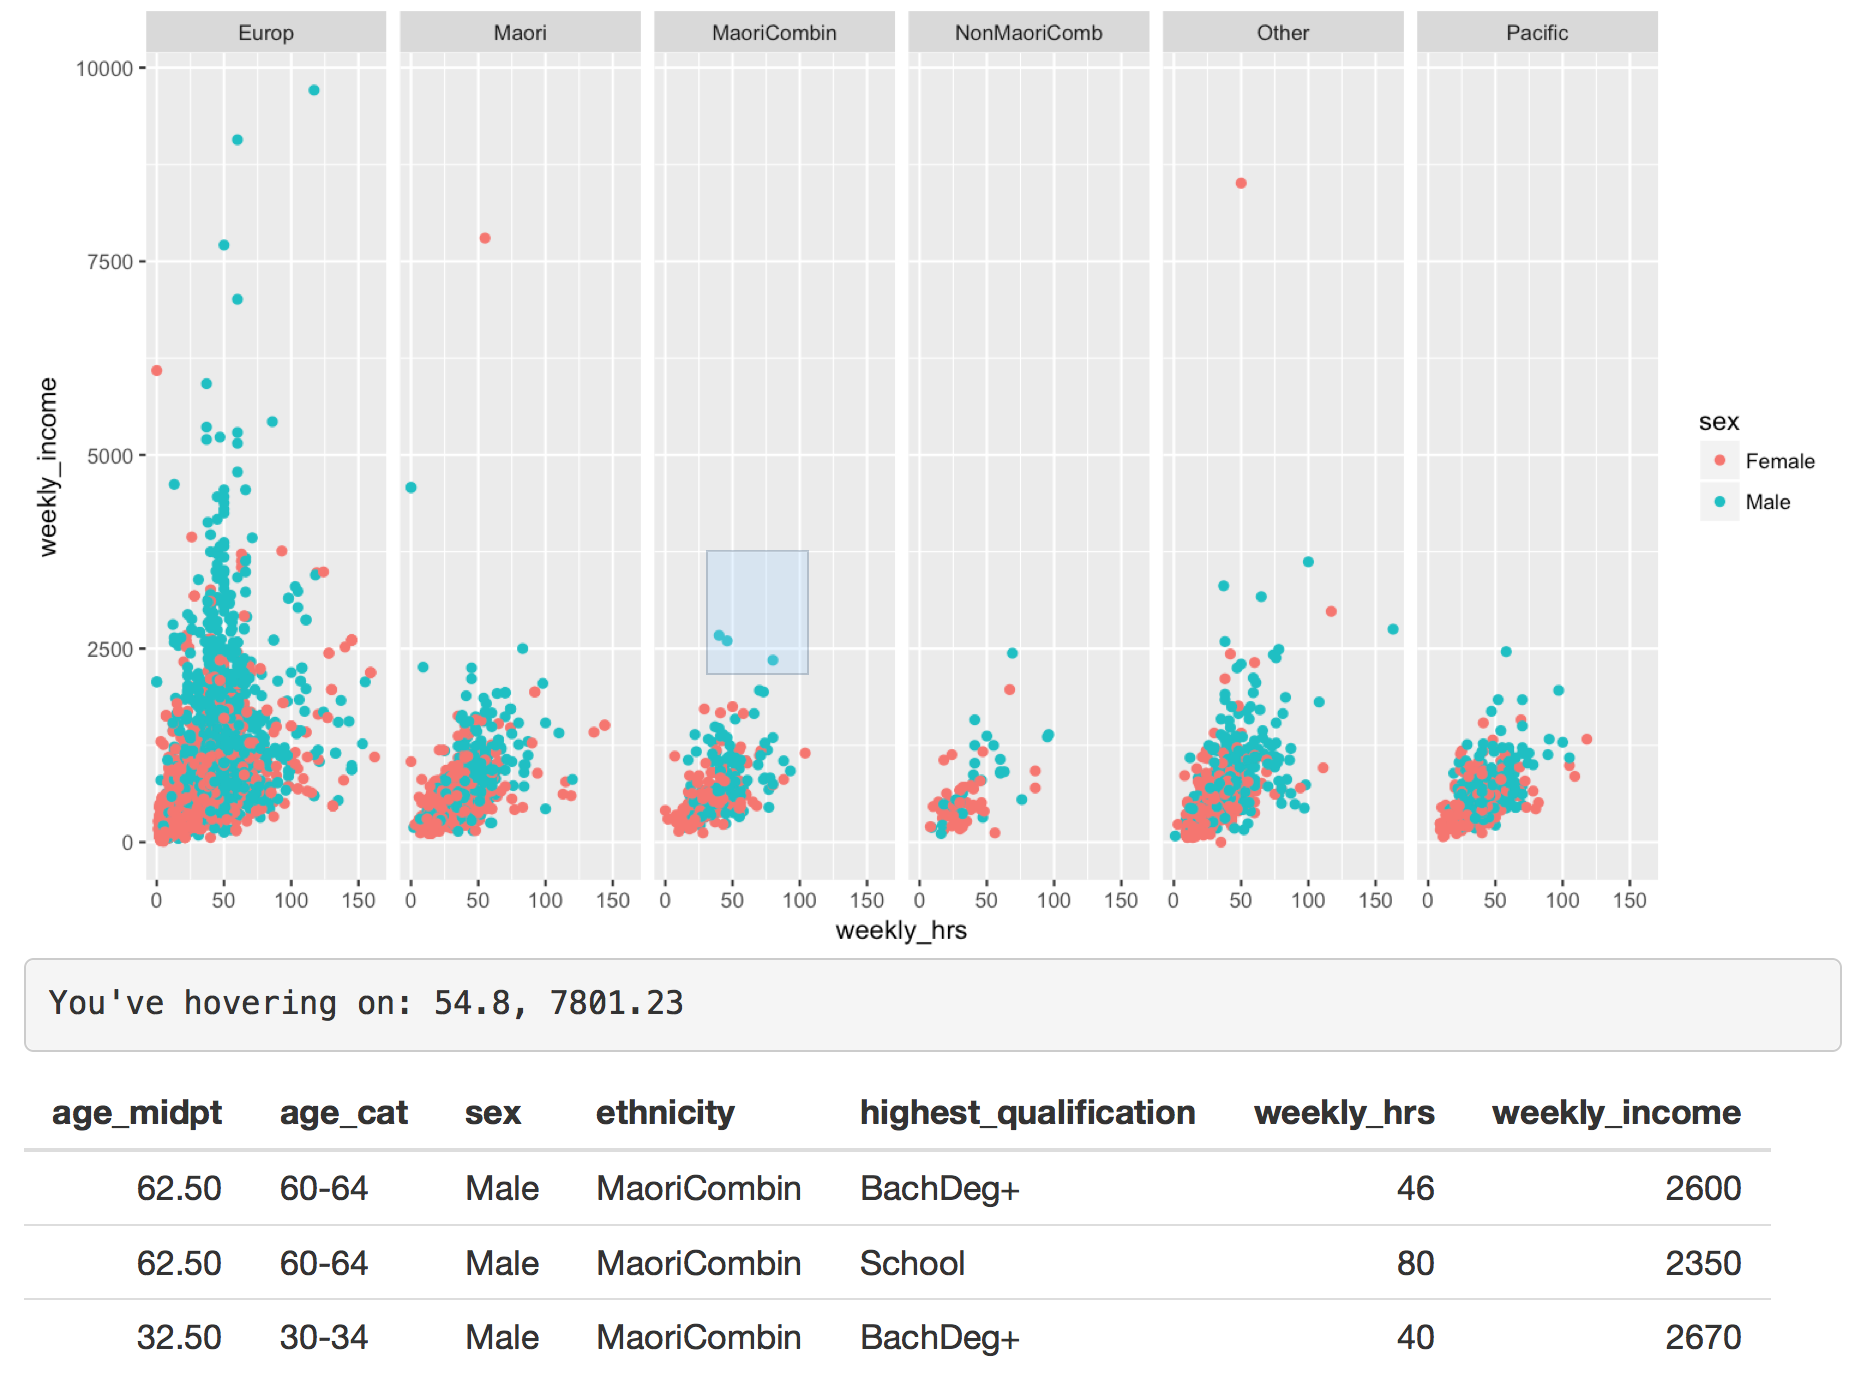 Europ Maori MaoriCombin NonMaoriComb Other Pacific
10000
7500
5000
2500
0
weekly_income
0 50 100 150 0 50 100 150 0 50 100 150 0 50 100 150 0 50 100 150 0 50 100 150
weekly_hrs
sex
Female
Male
You've hovering on: 54.8, 7801.23
age_midpt age_cat sex ethnicity highest_qualification weekly_hrs weekly_income
62.50 60-64 Male MaoriCombin BachDeg+ 46 2600
62.50 60-64 Male MaoriCombin School 80 2350
32.50 30-34 Male MaoriCombin BachDeg+ 40 2670